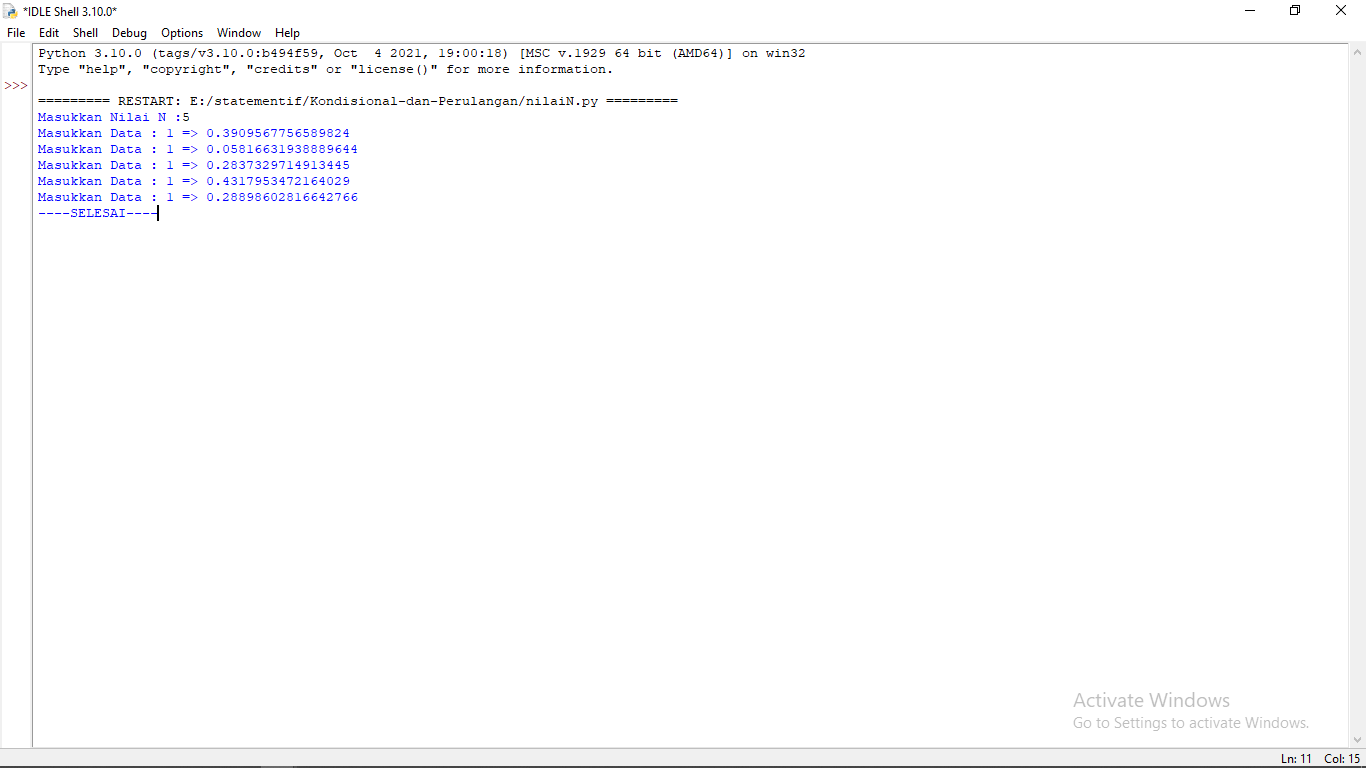 *IDLE Shell 3.10.0*
File Edit Shell Debug Options Window Help
Python 3.10.0 (tags/v3.10.0:b494f59, Oct  4 2021, 19:00:18) [MSC v.1929 64 bit (AMD64)] on win32
Type "help", "copyright", "credits" or "license()" for more information.
>>>
========= RESTART: E:/statementif/Kondisional-dan-Perulangan/nilaiN.py =========
Masukkan Nilai N :5
Masukkan Data : 1 => 0.3909567756589824
Masukkan Data : 1 => 0.05816631938889644
Masukkan Data : 1 => 0.2837329714913445
Masukkan Data : 1 => 0.4317953472164029
Masukkan Data : 1 => 0.28898602816642766
----SELESAI----
Activate Windows
Go to Settings to activate Windows.
Ln: 11 Col: 15